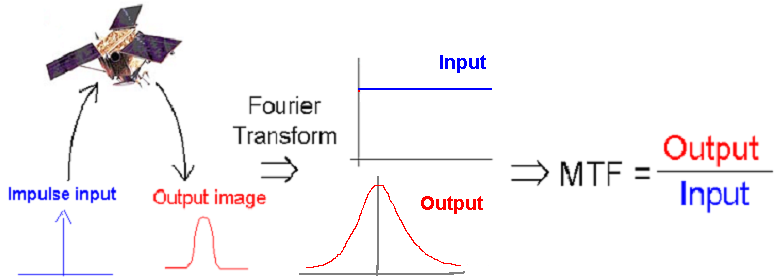 Impulse input
Output image
Fourier
Transform
Input
Output
MTF = Output
Input